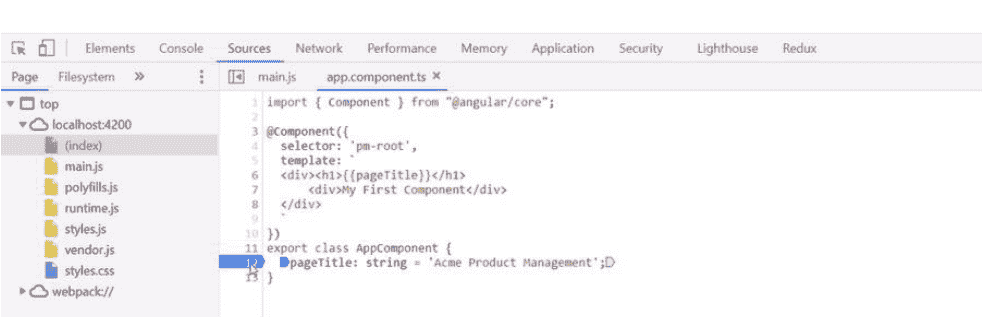 Elements Console Sources Network Performance Memory Application Security Lighthouse Redux
Page Filesystem » main.js app.component.ts ×
top
localhost:4200
(index)
main.js
polyfills.js
runtime.js
styles.js
vendor.js
styles.css
webpack://
1 import { Component } from "@angular/core";
2
3 @Component({
4 selector: 'pm-root',
5 template: `
6 <div><h1>{{pageTitle}}</h1>
7 <div>My First Component</div>
8 </div>
9 `
10 })
11 export class AppComponent {
12 pageTitle: string = 'Acme Product Management';
13 }